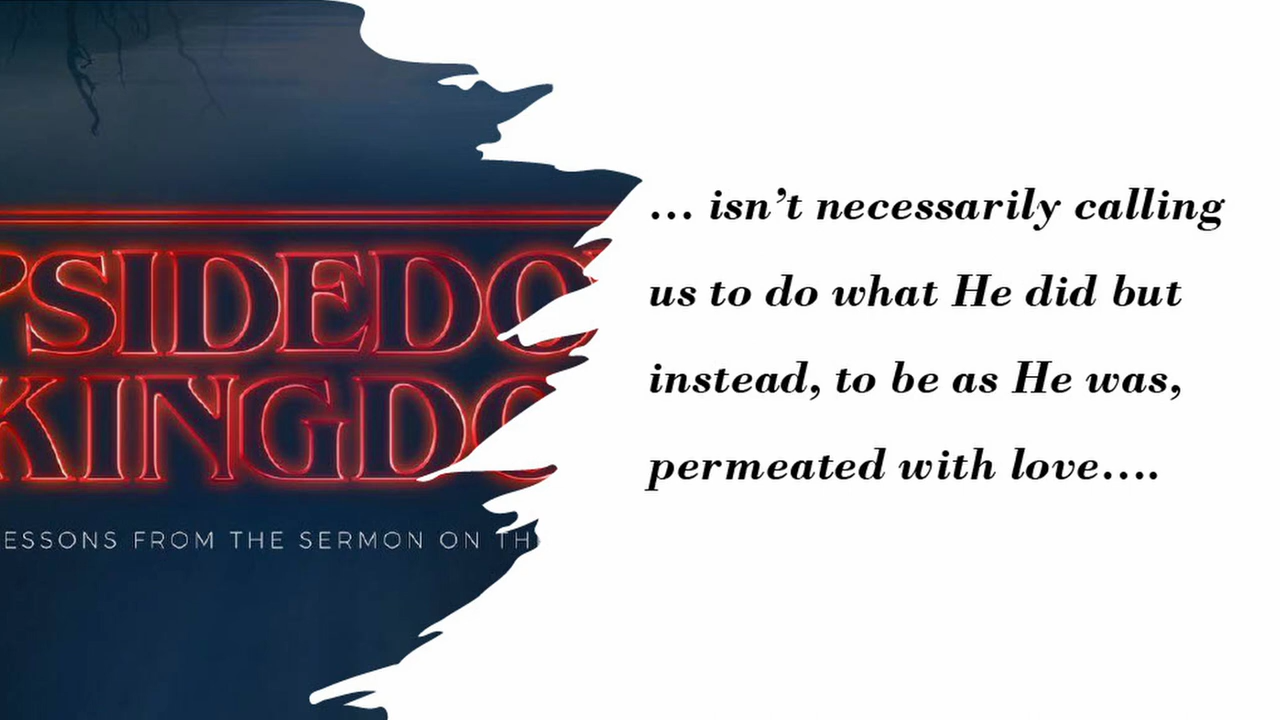 PSIDEDO
KINGDO
ESSONS FROM THE SERMON ON TH
... isn't necessarily calling
us to do what He did but
instead, to be as He was,
permeated with love....